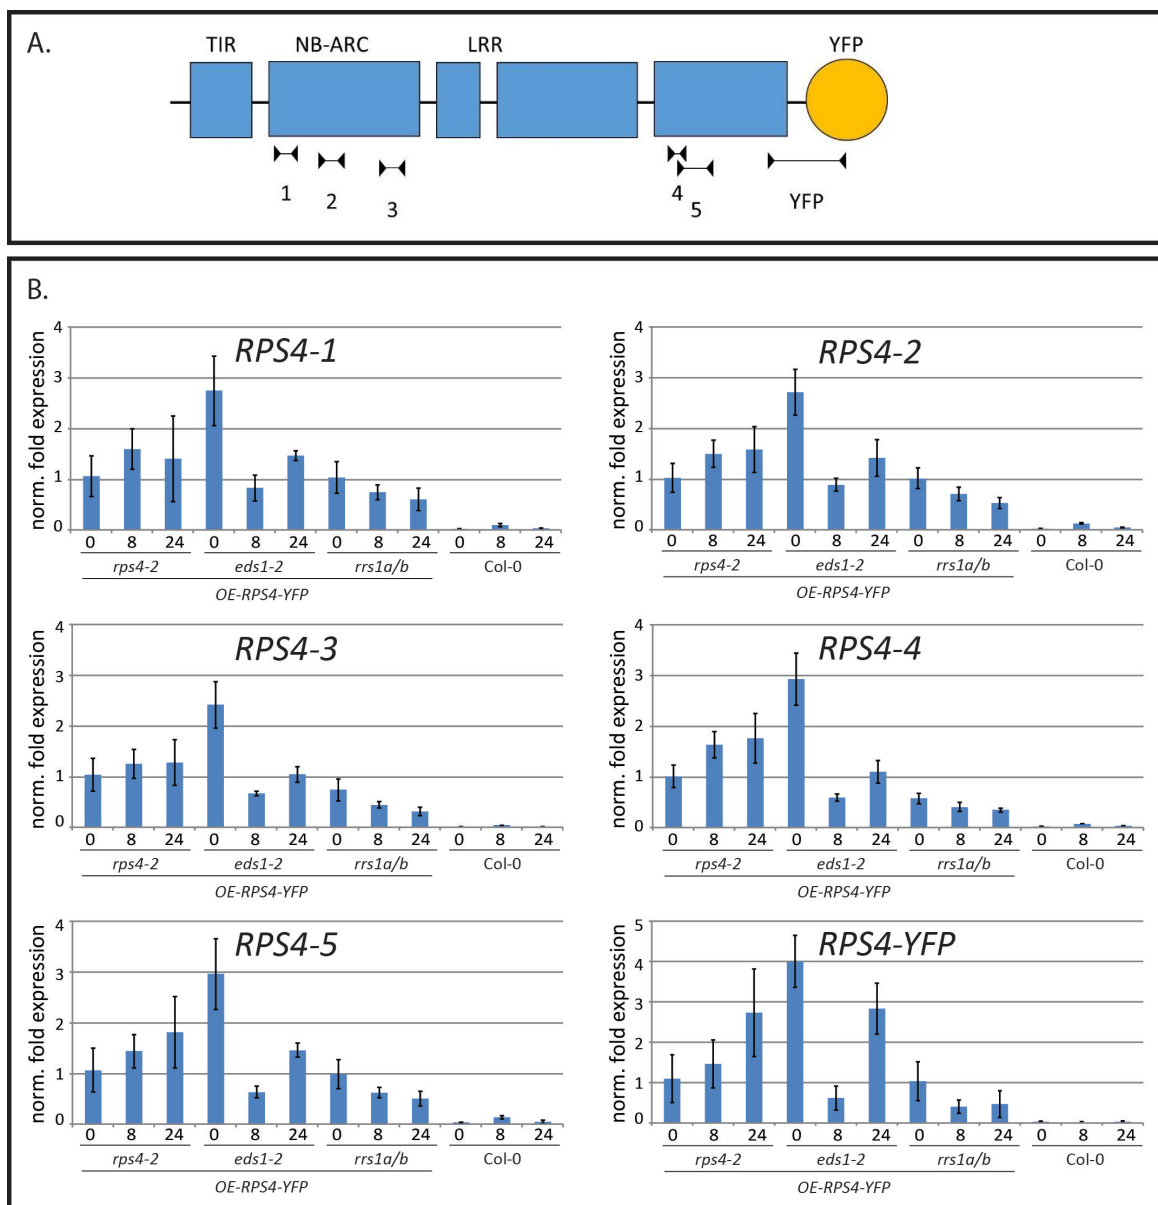 A.
TIR NB-ARC LRR YFP
1 2 3 4 5 YFP
B.
RPS4-1
norm. fold expression
4
3
2
1
0
0 8 24 0 8 24 0 8 24 0 8 24
rps4-2 eds1-2 rrs1a/b Col-0
OE-RPS4-YFP
RPS4-2
norm. fold expression
4
3
2
1
0
0 8 24 0 8 24 0 8 24 0 8 24
rps4-2 eds1-2 rrs1a/b Col-0
OE-RPS4-YFP
RPS4-3
norm. fold expression
4
3
2
1
0
0 8 24 0 8 24 0 8 24 0 8 24
rps4-2 eds1-2 rrs1a/b Col-0
OE-RPS4-YFP
RPS4-4
norm. fold expression
4
3
2
1
0
0 8 24 0 8 24 0 8 24 0 8 24
rps4-2 eds1-2 rrs1a/b Col-0
OE-RPS4-YFP
RPS4-5
norm. fold expression
4
3
2
1
0
0 8 24 0 8 24 0 8 24 0 8 24
rps4-2 eds1-2 rrs1a/b Col-0
OE-RPS4-YFP
RPS4-YFP
norm. fold expression
5
4
3
2
1
0
0 8 24 0 8 24 0 8 24 0 8 24
rps4-2 eds1-2 rrs1a/b Col-0
OE-RPS4-YFP